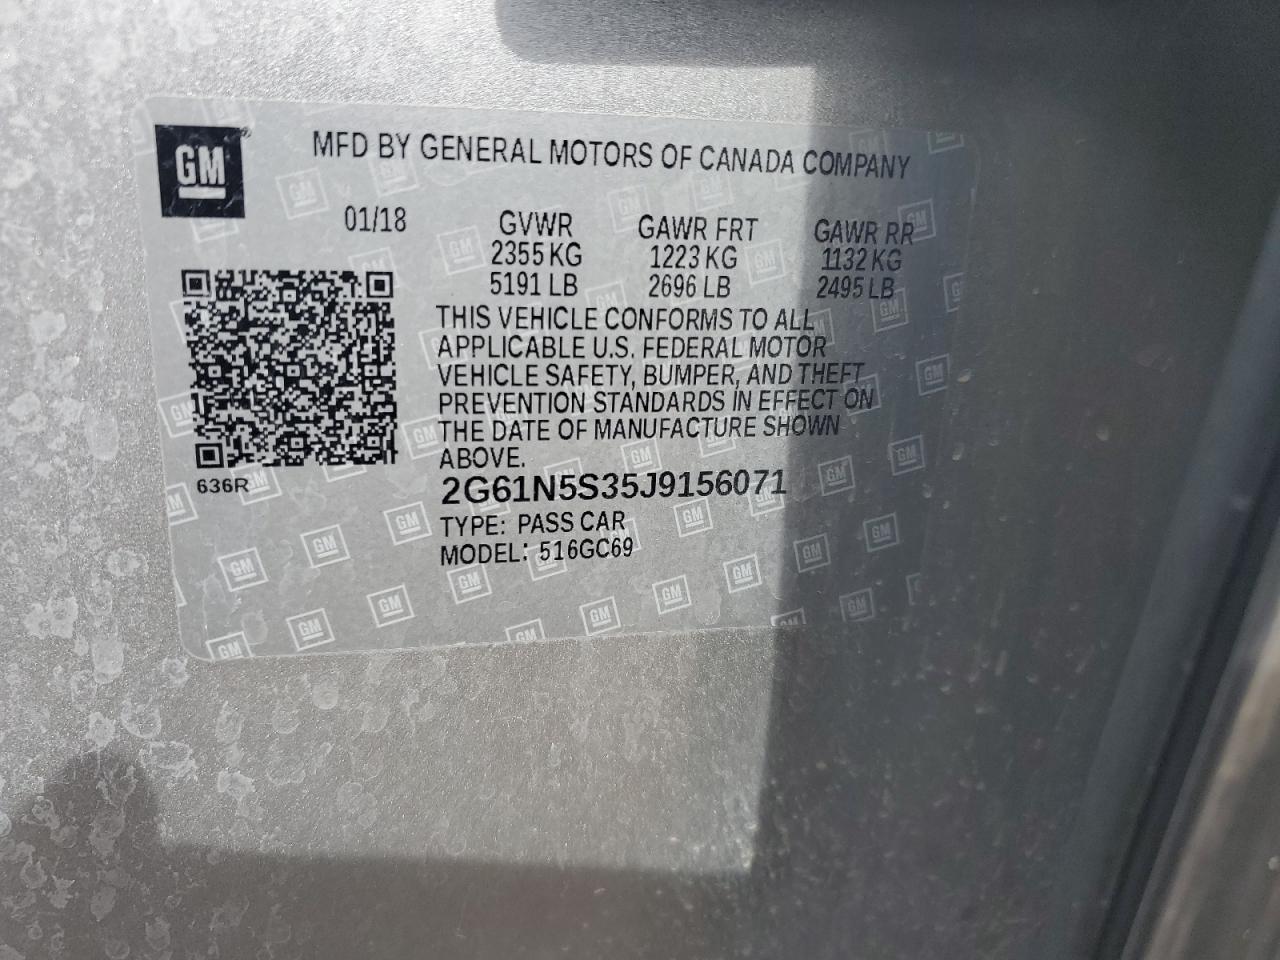 GM
MFD BY GENERAL MOTORS OF CANADA COMPANY
01/18 GVWR GAWR FRT GAWR RR
2355 KG 1223 KG 1132 KG
5191 LB 2696 LB 2495 LB
THIS VEHICLE CONFORMS TO ALL
APPLICABLE U.S. FEDERAL MOTOR
VEHICLE SAFETY, BUMPER, AND THEFT
PREVENTION STANDARDS IN EFFECT ON
THE DATE OF MANUFACTURE SHOWN
ABOVE.
636R
2G61N5S35J9156071
TYPE: PASS CAR
MODEL: 516GC69